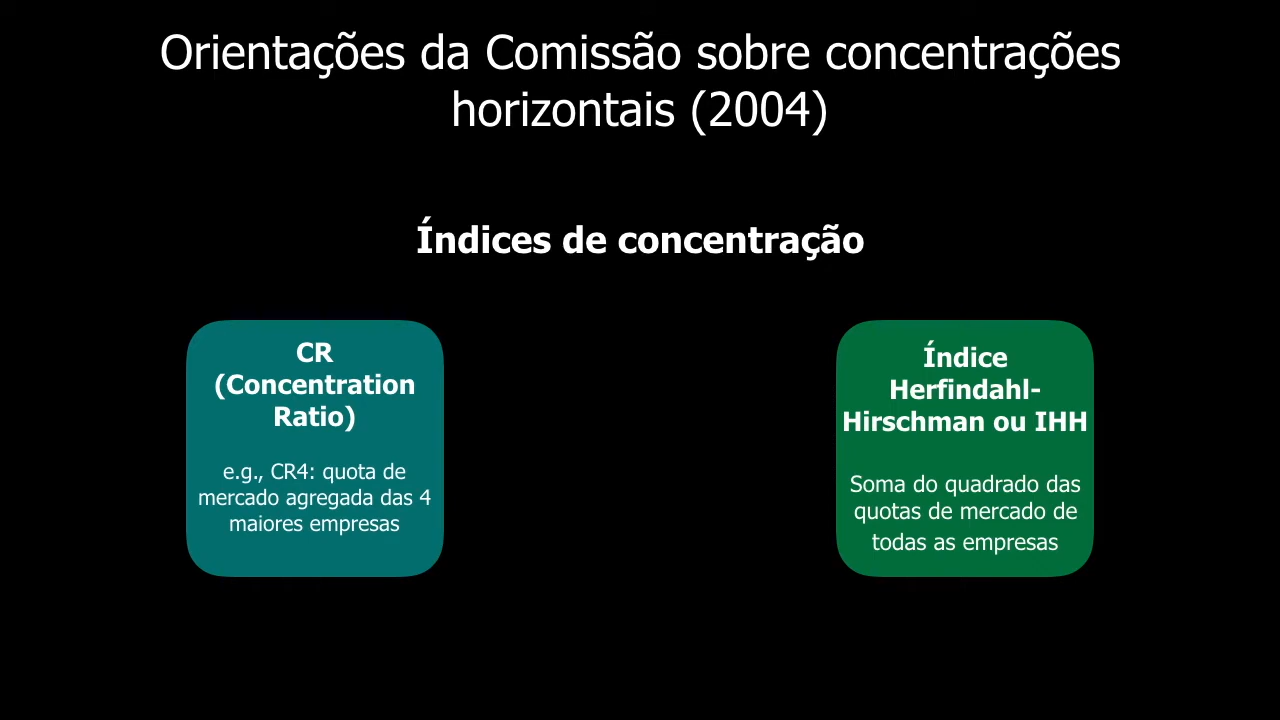 Orientações da Comissão sobre concentrações
horizontais (2004)
Índices de concentração
CR
(Concentration
Ratio)
e.g., CR4: quota de
mercado agregada das 4
maiores empresas
Índice
Herfindahl-
Hirschman ou IHH
Soma do quadrado das
quotas de mercado de
todas as empresas